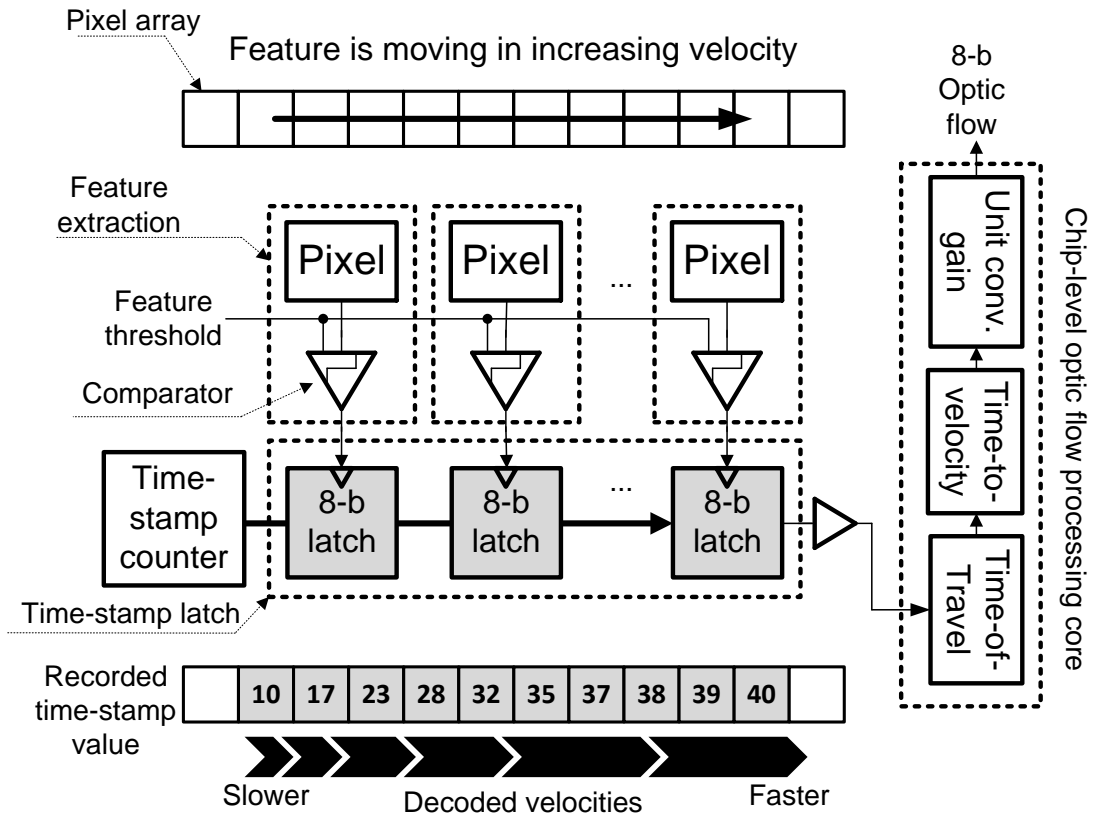 Pixel array
Feature is moving in increasing velocity
8-b
Optic
flow
Feature
extraction
Pixel
Pixel
...
Pixel
Feature
threshold
Comparator
Time-
stamp
counter
8-b
latch
8-b
latch
...
8-b
latch
Time-stamp latch
Unit conv.
gain
Time-to-
velocity
Time-of-
Travel
Chip-level optic flow processing core
Recorded
time-stamp
value
10 17 23 28 32 35 37 38 39 40
Slower
Decoded velocities
Faster